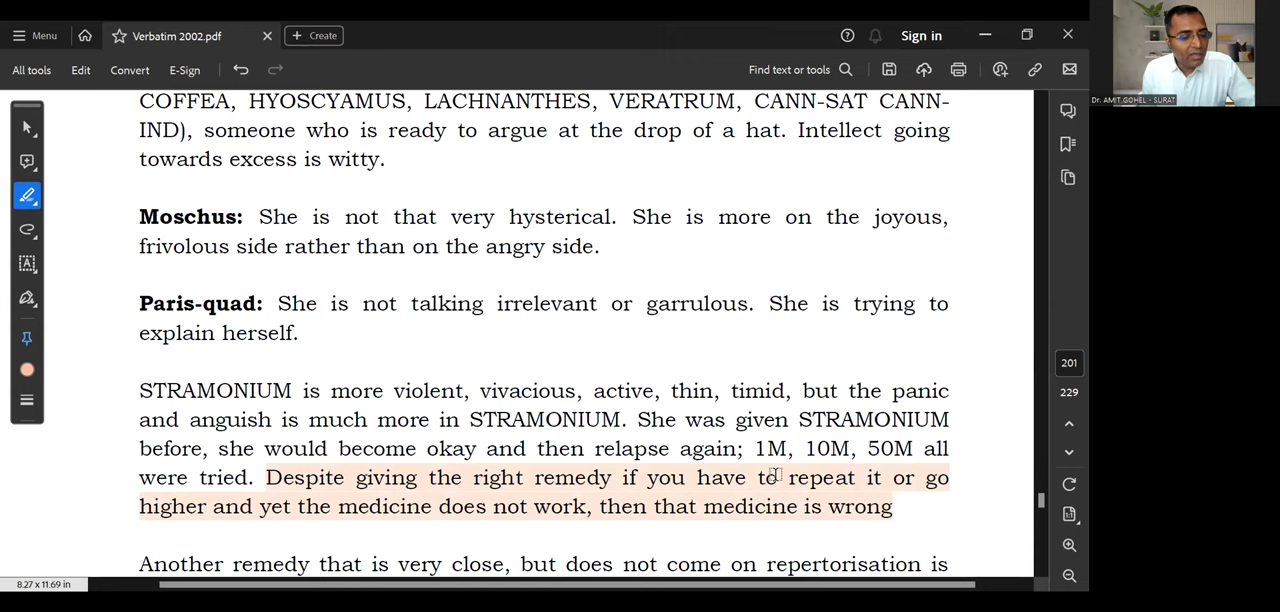 Menu
Verbatim 2002.pdf
Create
Sign in
All tools
Edit
Convert
E-Sign
Find text or tools
COFFEA, HYOSCYAMUS, LACHNANTHES, VERATRUM, CANN-SAT CANN-
IND), someone who is ready to argue at the drop of a hat. Intellect going
towards excess is witty.
Moschus: She is not that very hysterical. She is more on the joyous,
frivolous side rather than on the angry side.
Paris-quad: She is not talking irrelevant or garrulous. She is trying to
explain herself.
STRAMONIUM is more violent, vivacious, active, thin, timid, but the panic
and anguish is much more in STRAMONIUM. She was given STRAMONIUM
before, she would become okay and then relapse again; 1M, 10M, 50M all
were tried. Despite giving the right remedy if you have to repeat it or go
higher and yet the medicine does not work, then that medicine is wrong
Another remedy that is very close, but does not come on repertorisation is
201
229
8.27 x 11.69 in
Dr. AMIT GOHEL - SURAT